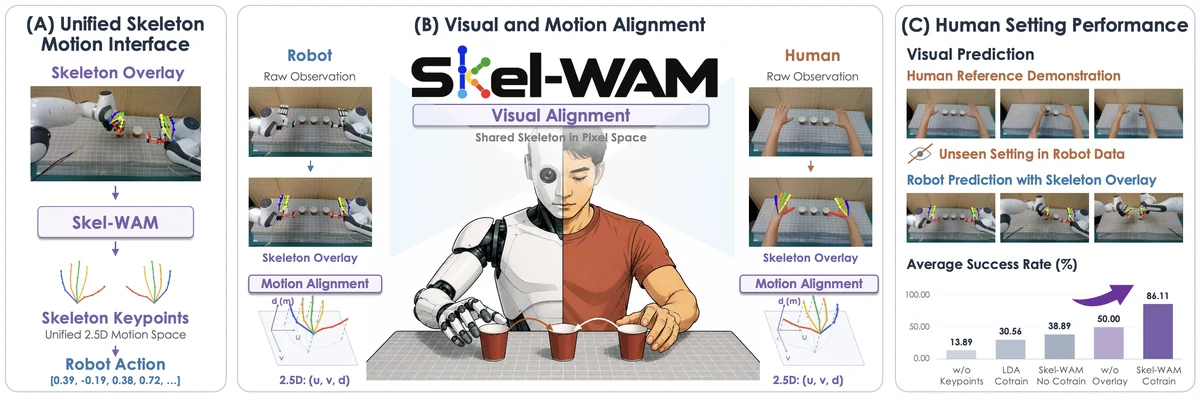 (A) Unified Skeleton
Motion Interface
Skeleton Overlay
Skel-WAM
Skeleton Keypoints
Unified 2.5D Motion Space
Robot Action
[0.39, -0.19, 0.38, 0.72, ...]
(B) Visual and Motion Alignment
Robot
Raw Observation
Skeleton Overlay
Motion Alignment
d (m)
u
v
2.5D: (u, v, d)
Skel-WAM
Visual Alignment
Shared Skeleton in Pixel Space
Human
Raw Observation
Skeleton Overlay
Motion Alignment
d (m)
u
v
2.5D: (u, v, d)
(C) Human Setting Performance
Visual Prediction
Human Reference Demonstration
Unseen Setting in Robot Data
Robot Prediction with Skeleton Overlay
Average Success Rate (%)
100.00
50.00
0.00
13.89
30.56
38.89
50.00
86.11
w/o
Keypoints
LDA
Cotrain
Skel-WAM
No Cotrain
w/o
Overlay
Skel-WAM
Cotrain